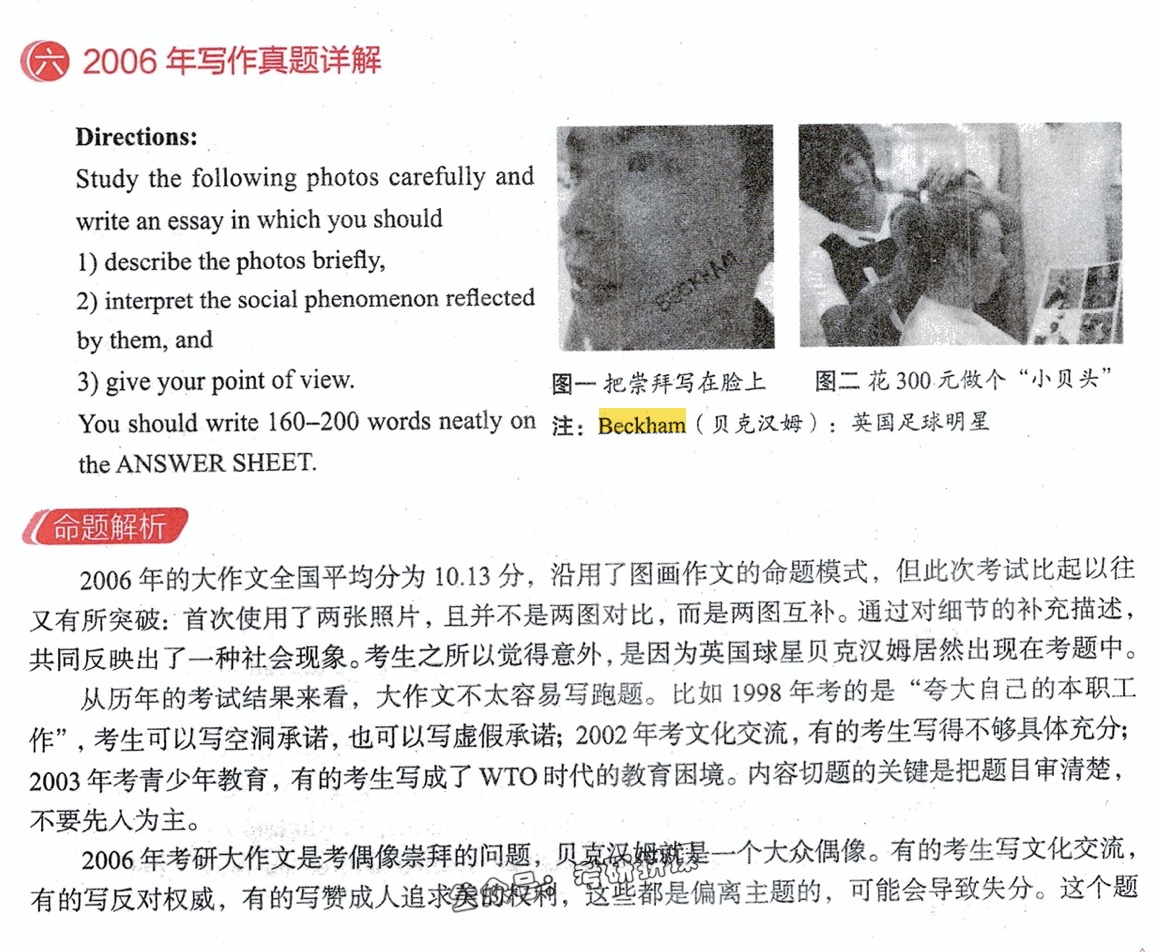 六 2006 年写作真题详解
Directions:
Study the following photos carefully and
write an essay in which you should
1) describe the photos briefly,
2) interpret the social phenomenon reflected
by them, and
3) give your point of view.
You should write 160–200 words neatly on
the ANSWER SHEET.
BECKHAM
图一 把崇拜写在脸上
图二 花 300 元做个“小贝头”
注：Beckham（贝克汉姆）：英国足球明星
命题解析
2006 年的大作文全国平均分为 10.13 分，沿用了图画作文的命题模式，但此次考试比起以往
又有所突破：首次使用了两张照片，且并不是两图对比，而是两图互补。通过对细节的补充描述，
共同反映出了一种社会现象。考生之所以觉得意外，是因为英国球星贝克汉姆居然出现在考题中。
从历年的考试结果来看，大作文不太容易写跑题。比如 1998 年考的是“夸大自己的本职工
作”，考生可以写空洞承诺，也可以写虚假承诺；2002 年考文化交流，有的考生写得不够具体充分；
2003 年考青少年教育，有的考生写成了 WTO 时代的教育困境。内容切题的关键是把题目审清楚，
不要先入为主。
2006 年考研大作文是考偶像崇拜的问题，贝克汉姆就是一个大众偶像。有的考生写文化交流，
有的写反对权威，有的写赞成人追求美的权利，这些都是偏离主题的，可能会导致失分。这个题